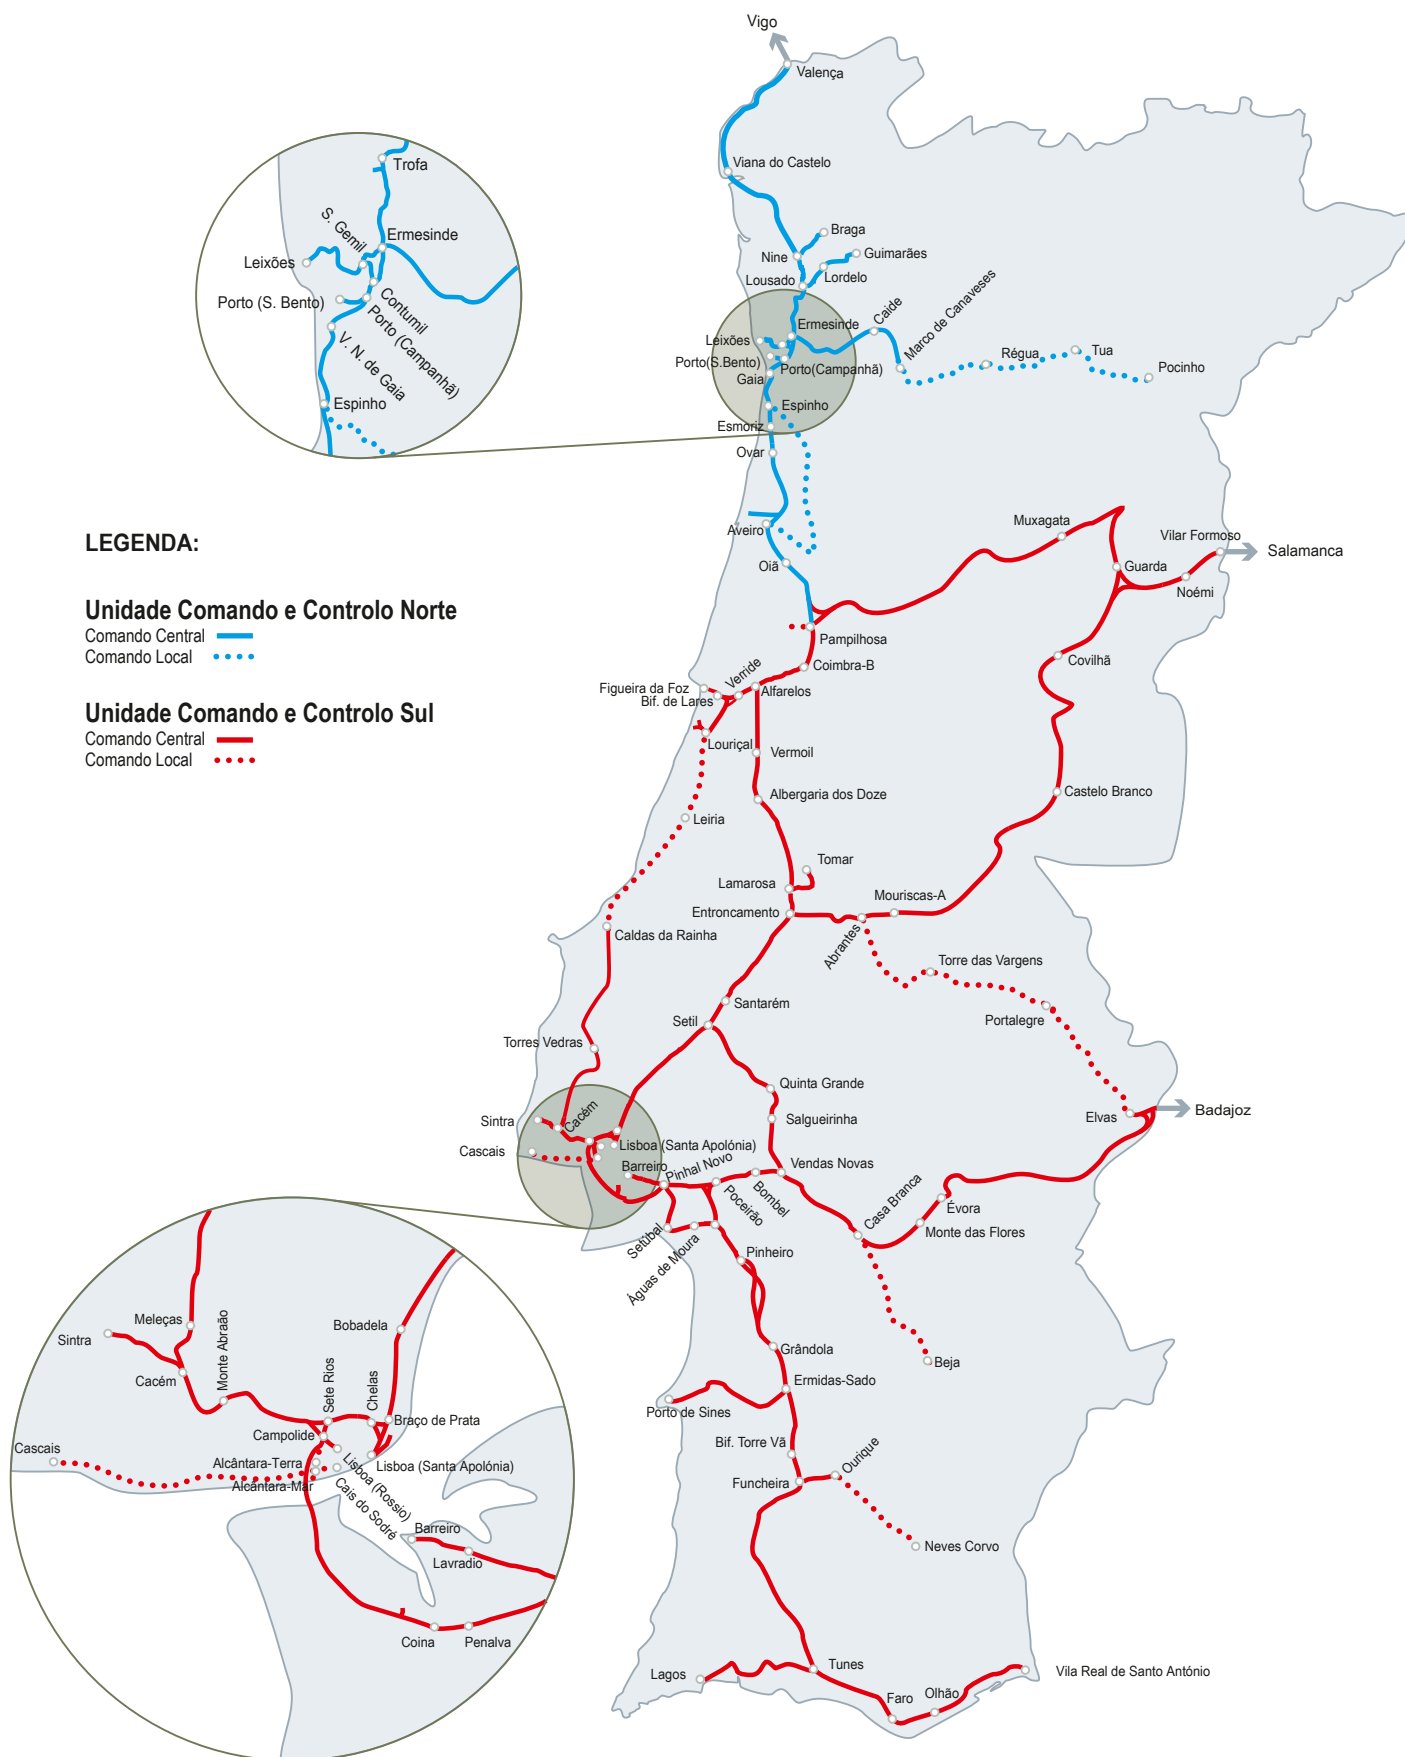 Vigo
Valença
Viana do Castelo
Braga
Nine
Guimarães
Lordelo
Lousado
Ermesinde
Caide
Marco de Canaveses
Leixões
Porto(S.Bento)
Porto(Campanhã)
Gaia
Régua
Tua
Pocinho
Espinho
Esmoriz
Ovar
Aveiro
Oiã
Trofa
S. Gemil
Ermesinde
Leixões
Contumil
Porto (S. Bento)
Porto (Campanhã)
V. N. de Gaia
Espinho
LEGENDA:
Unidade Comando e Controlo Norte
Comando Central
Comando Local
Unidade Comando e Controlo Sul
Comando Central
Comando Local
Muxagata
Vilar Formoso
Salamanca
Guarda
Noémi
Pampilhosa
Covilhã
Coimbra-B
Verride
Figueira da Foz
Bif. de Lares
Alfarelos
Louriçal
Vermoil
Castelo Branco
Albergaria dos Doze
Leiria
Tomar
Lamarosa
Mouriscas-A
Entroncamento
Abrantes
Caldas da Rainha
Torre das Vargens
Santarém
Portalegre
Setil
Torres Vedras
Quinta Grande
Salgueirinha
Elvas
Badajoz
Sintra
Cacém
Cascais
Lisboa (Santa Apolónia)
Barreiro
Pinhal Novo
Vendas Novas
Poceirão
Bombel
Casa Branca
Évora
Monte das Flores
Setúbal
Águas de Moura
Pinheiro
Grândola
Beja
Ermidas-Sado
Porto de Sines
Bif. Torre Vã
Ourique
Funcheira
Neves Corvo
Lagos
Tunes
Faro
Olhão
Vila Real de Santo António
Meleças
Sintra
Cacém
Monte Abraão
Bobadela
Sete Rios
Chelas
Braço de Prata
Campolide
Cascais
Alcântara-Terra
Lisboa (Santa Apolónia)
Alcântara-Mar
Lisboa (Rossio)
Cais do Sodré
Barreiro
Lavradio
Coina
Penalva